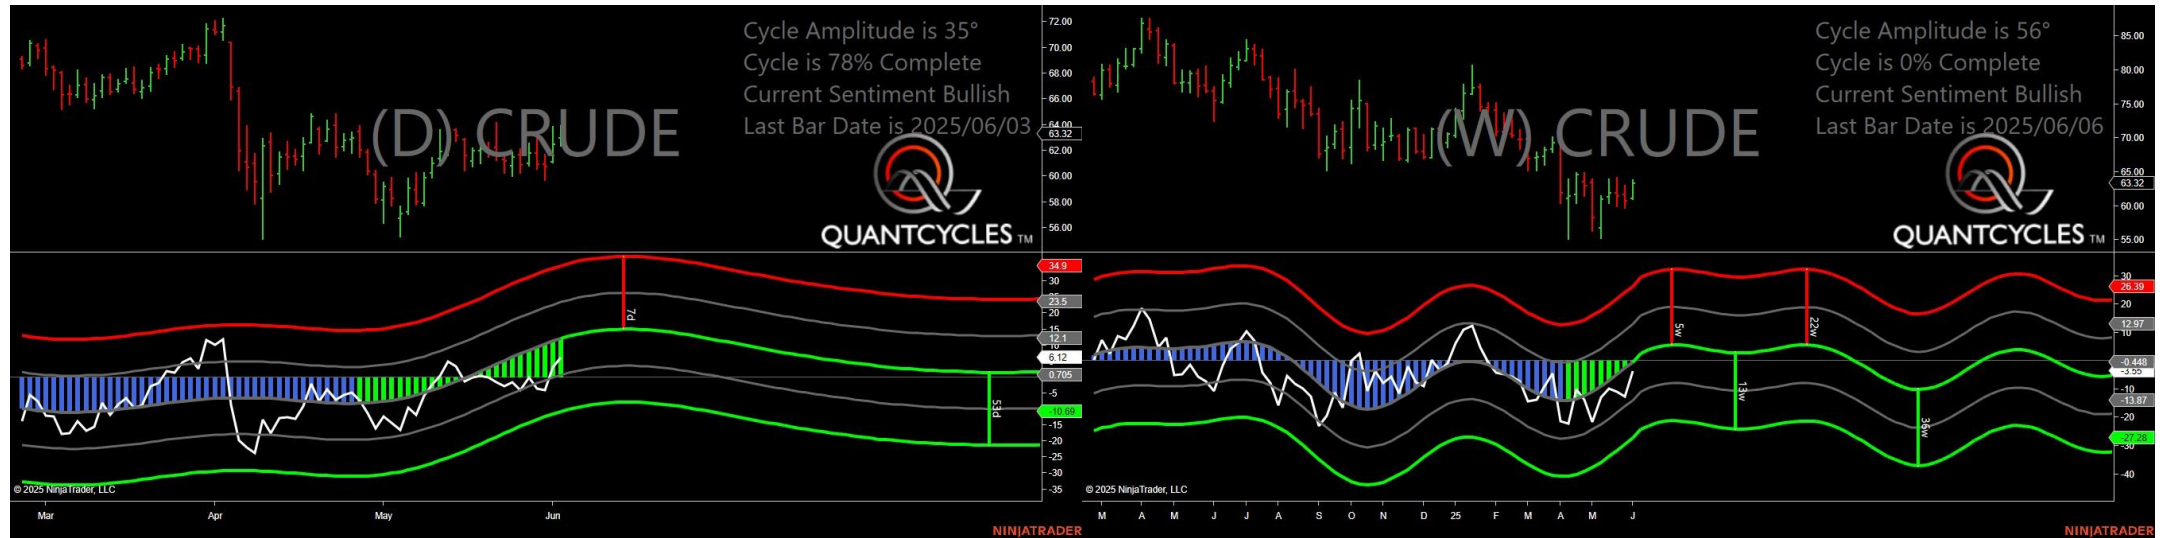 Cycle Amplitude is 35°
Cycle is 78% Complete
Current Sentiment Bullish
Last Bar Date is 2025/06/03
(D) CRUDE
QUANTCYCLES TM
72.00
70.00
68.00
66.00
64.00
63.32
62.00
60.00
58.00
56.00
34.9
30
23.5
20
15
12.1
10
6.12
0.705
-5
-10.69
-15
-20
-25
-30
-35
7d
53d
© 2025 NinjaTrader, LLC
Mar Apr May Jun
NINJATRADER
Cycle Amplitude is 56°
Cycle is 0% Complete
Current Sentiment Bullish
Last Bar Date is 2025/06/06
(W) CRUDE
QUANTCYCLES TM
85.00
80.00
75.00
70.00
65.00
63.32
60.00
55.00
30
26.39
20
12.97
10
-0.448
-3.55
-10
-13.87
-20
-27.28
-30
-40
5w
22w
13w
36w
© 2025 NinjaTrader, LLC
M A M J J A S O N D 25 F M A M J
NINJATRADER